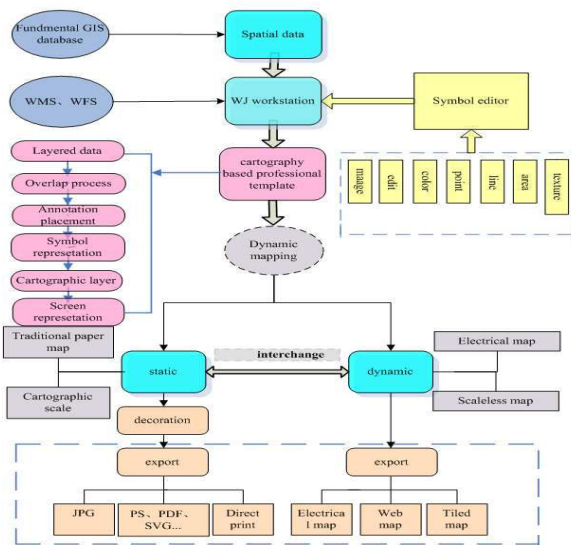 Fundmental GIS
database
Spatial data
WMS、WFS
WJ workstation
Symbol editor
Layered data
Overlap process
Annotation
placement
Symbol
represetation
Cartographic layer
Screen
represetation
cartography
based professional
template
mange
edit
color
point
line
area
texture
Dynamic
mapping
Traditional paper
map
Cartographic
scale
static
interchange
dynamic
Electrical map
Scaleless map
decoration
export
export
JPG
PS、PDF、
SVG...
Direct
print
Electrica
l map
Web
map
Tiled map